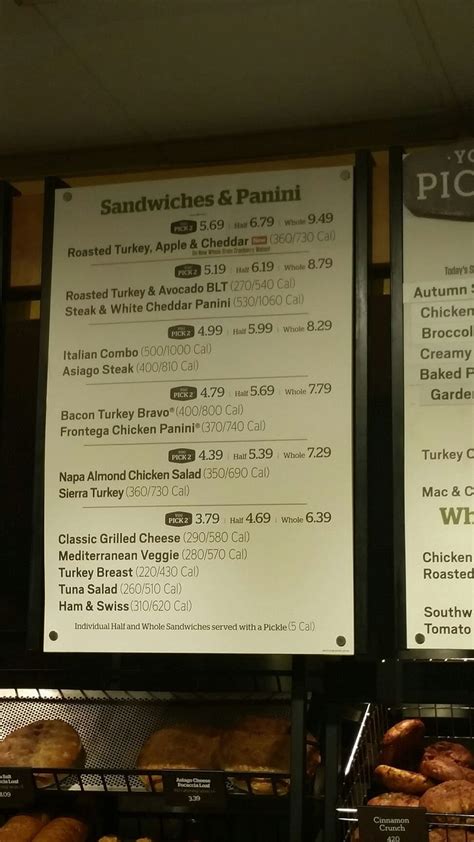 Sandwiches & Panini
YOU PICK 2 5.69 | Half 6.79 | Whole 9.49
Roasted Turkey, Apple & Cheddar New (360/730 Cal)
YOU PICK 2 5.19 | Half 6.19 | Whole 8.79
Roasted Turkey & Avocado BLT (270/540 Cal)
Steak & White Cheddar Panini (530/1060 Cal)
YOU PICK 2 4.99 | Half 5.99 | Whole 8.29
Italian Combo (500/1000 Cal)
Asiago Steak (400/810 Cal)
YOU PICK 2 4.79 | Half 5.69 | Whole 7.79
Bacon Turkey Bravo® (400/800 Cal)
Frontega Chicken Panini® (370/740 Cal)
YOU PICK 2 4.39 | Half 5.39 | Whole 7.29
Napa Almond Chicken Salad (350/690 Cal)
Sierra Turkey (360/730 Cal)
YOU PICK 2 3.79 | Half 4.69 | Whole 6.39
Classic Grilled Cheese (290/580 Cal)
Mediterranean Veggie (280/570 Cal)
Turkey Breast (220/430 Cal)
Tuna Salad (260/510 Cal)
Ham & Swiss (310/620 Cal)
Individual Half and Whole Sandwiches served with a Pickle (5 Cal)
YO
PIC
Today's S
Autumn S
Chicken
Broccol
Creamy
Baked P
Garde
Turkey C
Mac & C
Wh
Chicken
Roasted
Southw
Tomato
Salt
Focaccia Loaf
Asiago Cheese
Focaccia Loaf
3.39
Cinnamon
Crunch
420